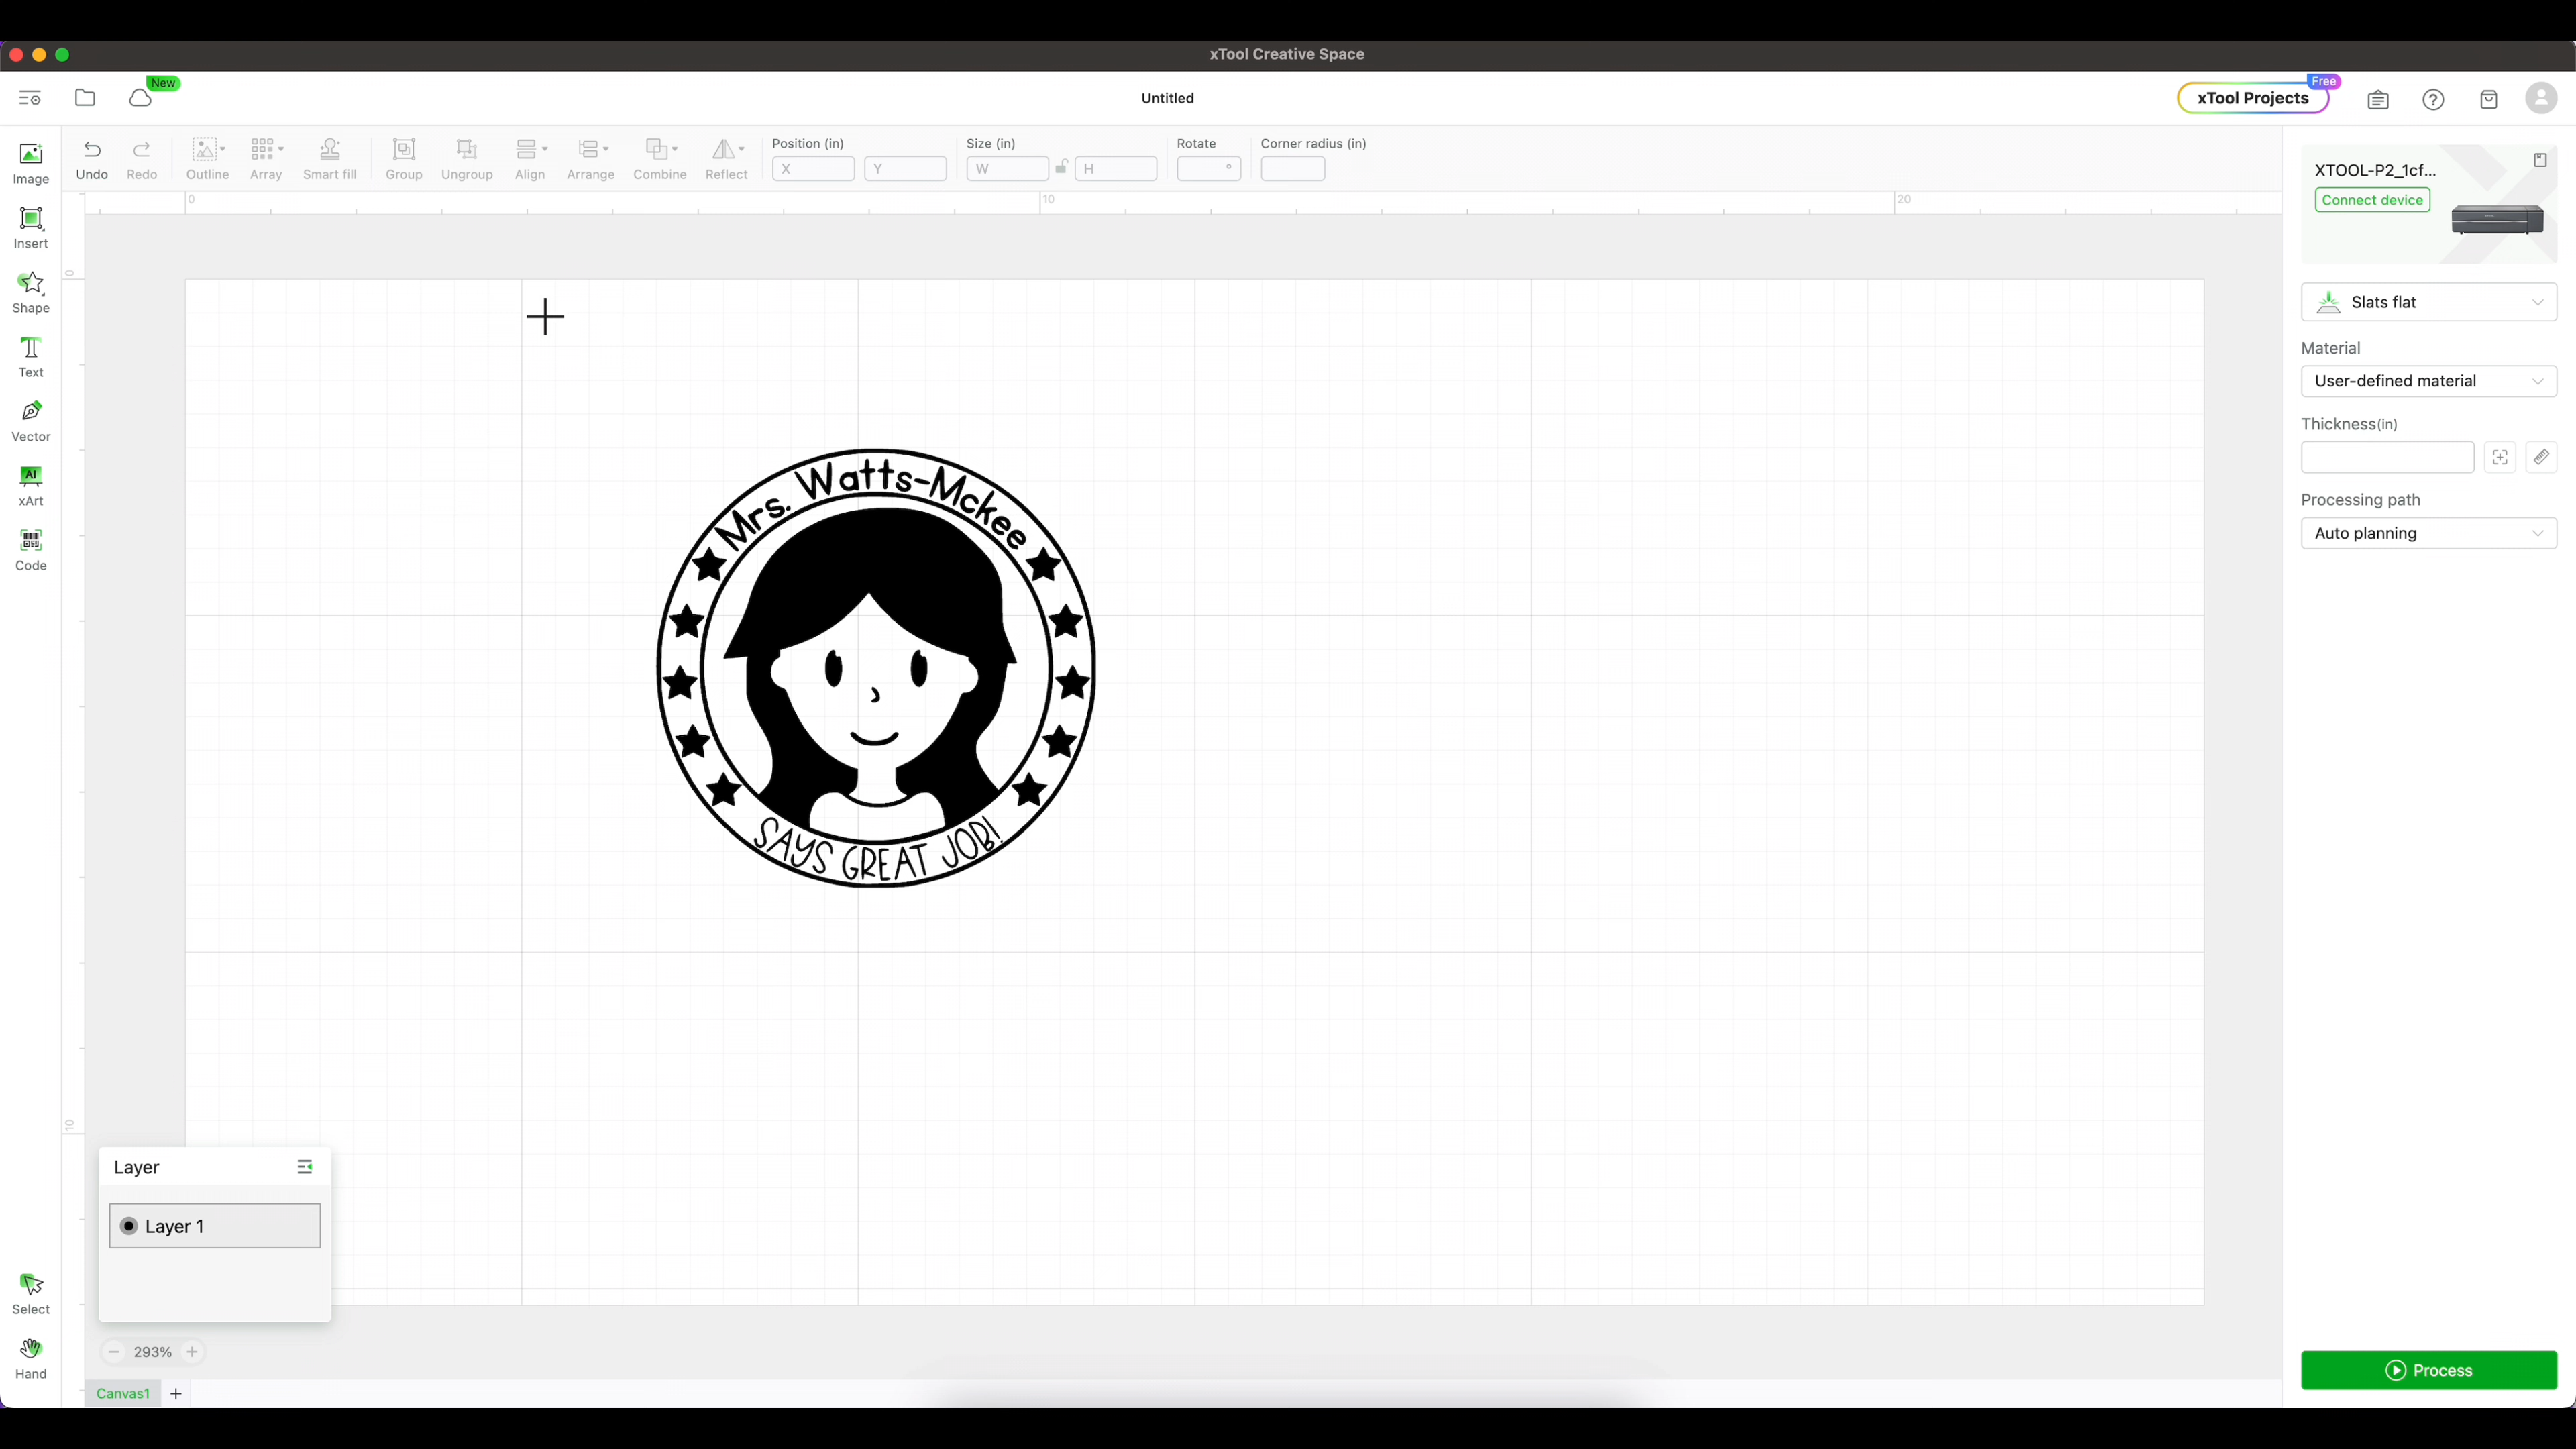 xTool Creative Space
New
Untitled
xTool Projects
Free
Image
Insert
Shape
Text
Vector
AI
xArt
Code
Select
Hand
Undo
Redo
Outline
Array
Smart fill
Group
Ungroup
Align
Arrange
Combine
Reflect
Position (in)
X
Y
Size (in)
W
H
Rotate
°
Corner radius (in)
0
10
20
0
10
Mrs. Watts-Mckee
SAYS GREAT JOB!
Layer
Layer 1
293%
Canvas1
XTOOL-P2_1cf...
Connect device
Slats flat
Material
User-defined material
Thickness(in)
Processing path
Auto planning
Process